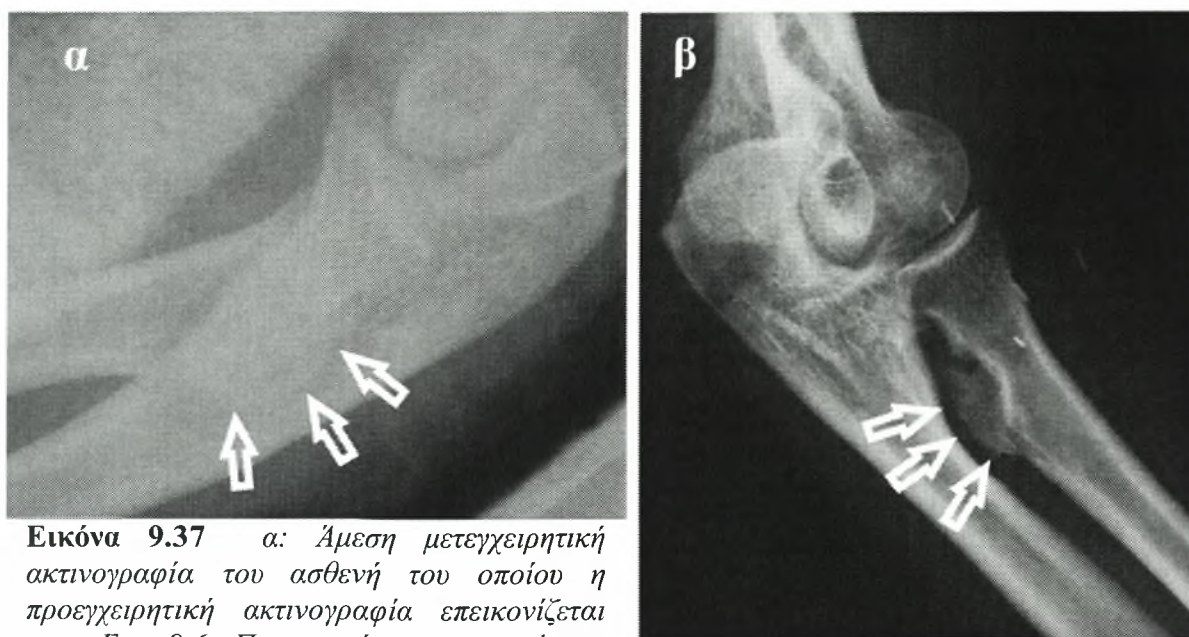 α
β
Εικόνα 9.37 α: Άμεση μετεγχειρητική
ακτινογραφία του ασθενή του οποίου η
προεγχειρητική ακτινογραφία επεικονίζεται